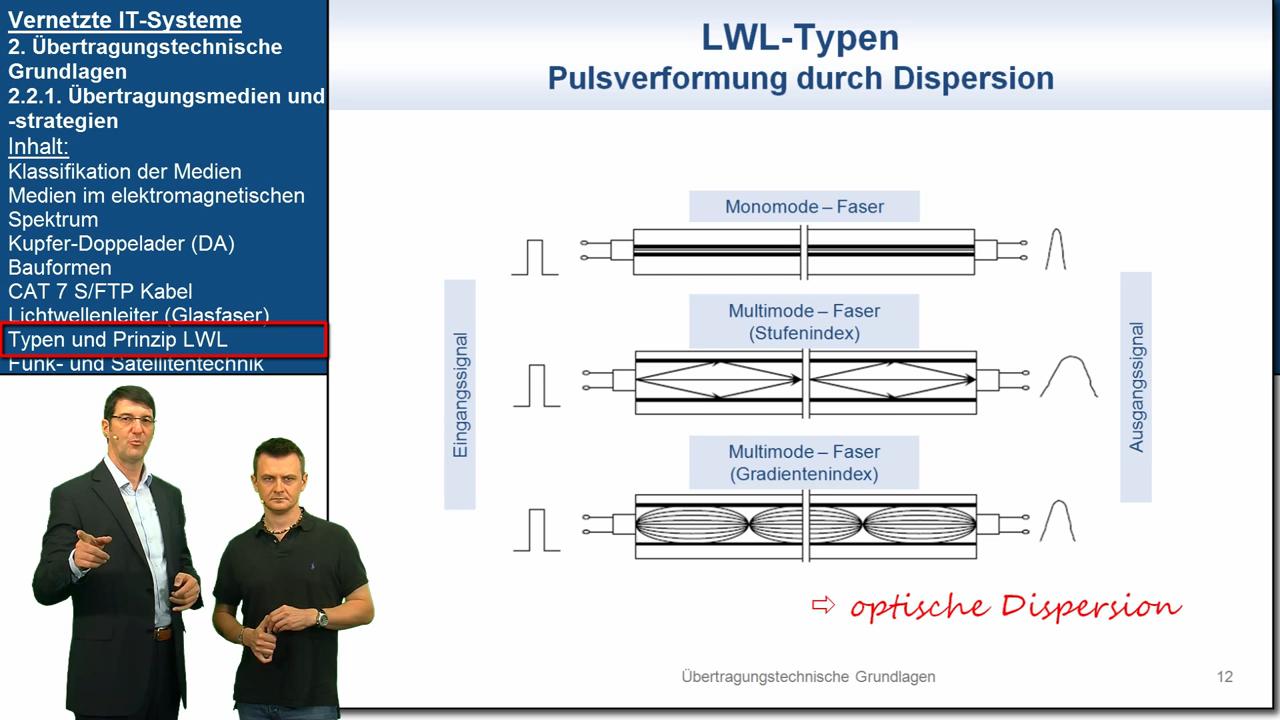 Vernetzte IT-Systeme
2. Übertragungstechnische
Grundlagen
2.2.1. Übertragungsmedien und
-strategien
Inhalt:
Klassifikation der Medien
Medien im elektromagnetischen
Spektrum
Kupfer-Doppelader (DA)
Bauformen
CAT 7 S/FTP Kabel
Lichtwellenleiter (Glasfaser)
Typen und Prinzip LWL
Funk- und Satellitentechnik
LWL-Typen
Pulsverformung durch Dispersion
Monomode – Faser
Multimode – Faser
(Stufenindex)
Multimode – Faser
(Gradientenindex)
Eingangssignal
Ausgangssignal
⇨ optische Dispersion
Übertragungstechnische Grundlagen
12